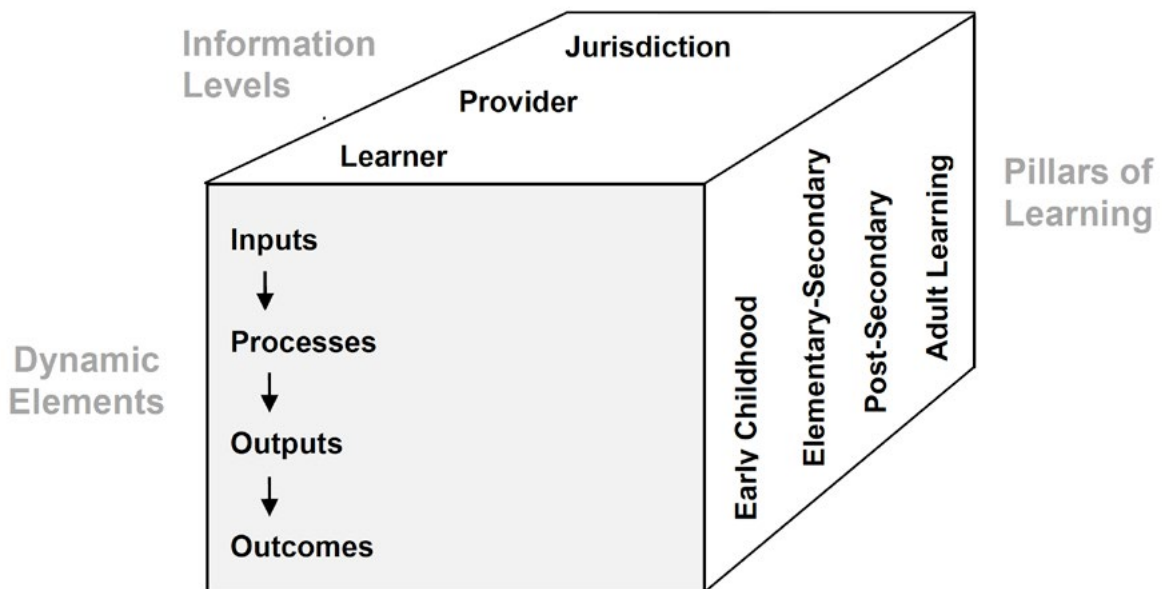 Information
Levels
Jurisdiction
Provider
Learner
Inputs
Processes
Outputs
Outcomes
Dynamic
Elements
Early Childhood
Elementary-Secondary
Post-Secondary
Adult Learning
Pillars of
Learning